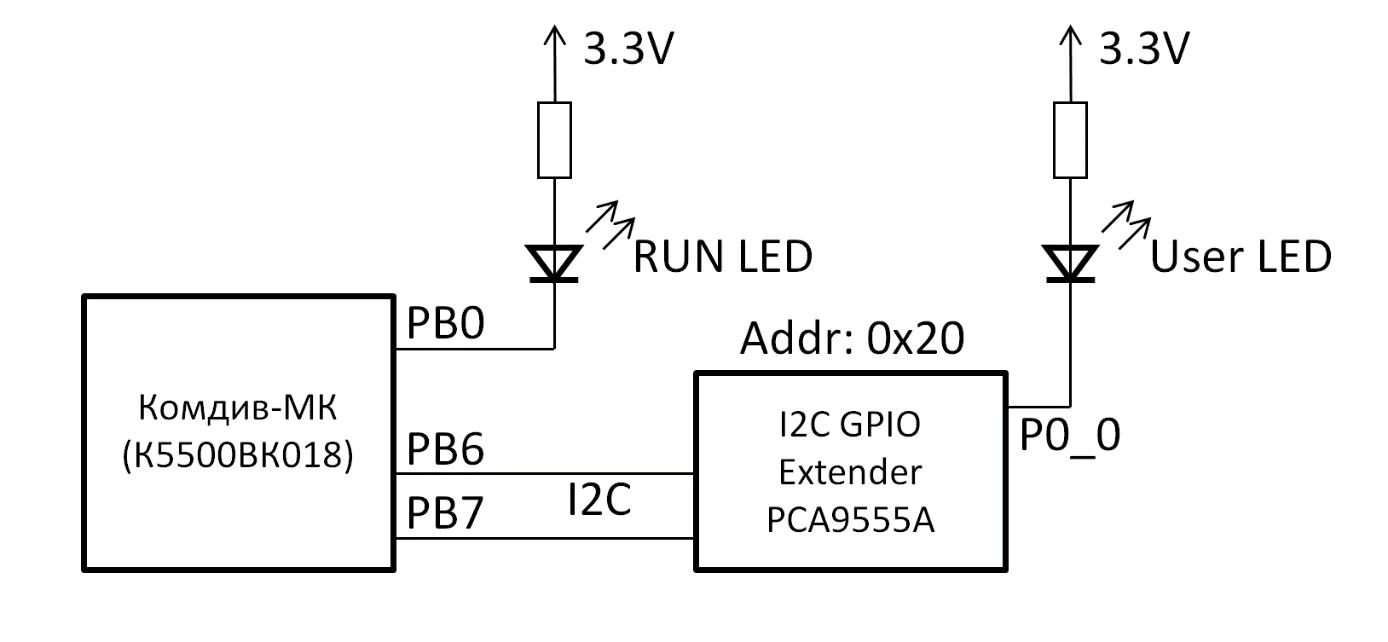 3.3V
3.3V
RUN LED
User LED
PB0
Addr: 0x20
Комдив-МК
(К5500ВК018)
I2C GPIO
Extender
PCA9555A
P0_0
PB6
I2C
PB7